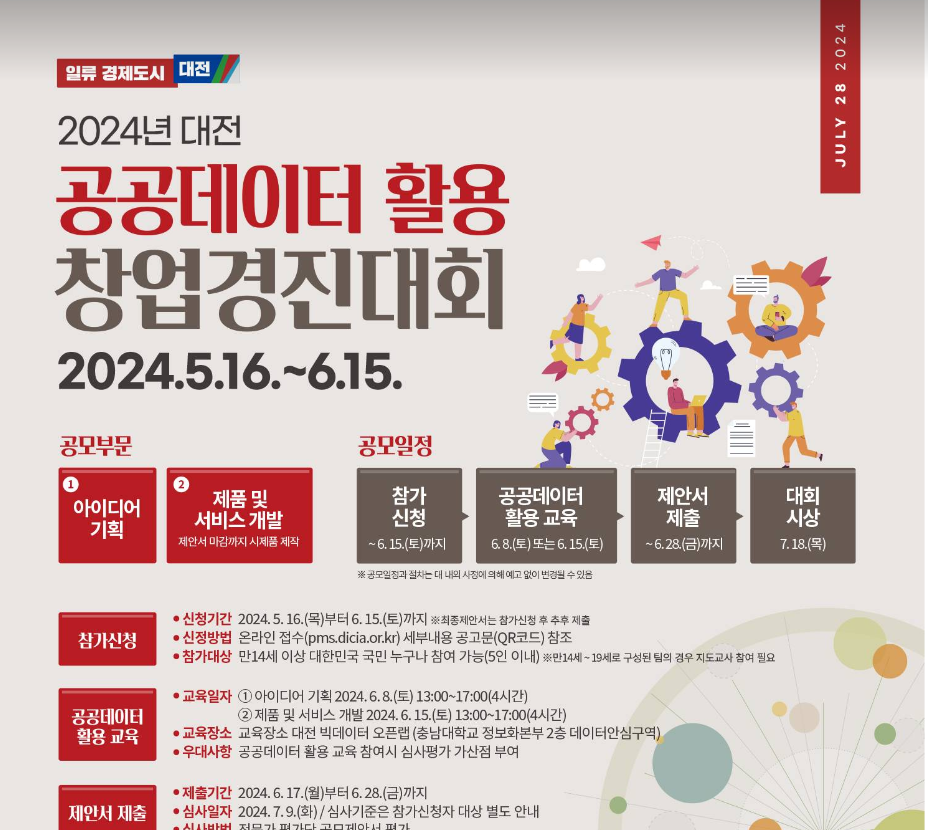 일류 경제도시 대전
JULY 28 2024
2024년 대전
공공데이터 활용
창업경진대회
2024.5.16.~6.15.
공모부문
1
아이디어
기획
2
제품 및
서비스 개발
제안서 마감까지 시제품 제작
공모일정
참가
신청
~ 6. 15.(토)까지
공공데이터
활용 교육
6. 8.(토) 또는 6. 15.(토)
제안서
제출
~ 6. 28.(금)까지
대회
시상
7. 18.(목)
※ 공모일정과 절차는 대 내외 사정에 의해 예고 없이 변경될 수 있음
참가신청
• 신청기간 2024. 5. 16.(목)부터 6. 15.(토)까지 ※최종제안서는 참가신청 후 추후 제출
• 신정방법 온라인 접수(pms.dicia.or.kr) 세부내용 공고문(QR코드) 참조
• 참가대상 만14세 이상 대한민국 국민 누구나 참여 가능(5인 이내) ※만14세 ~ 19세로 구성된 팀의 경우 지도교사 참여 필요
공공데이터
활용 교육
• 교육일자 ① 아이디어 기획 2024. 6. 8.(토) 13:00~17:00(4시간)
② 제품 및 서비스 개발 2024. 6. 15.(토) 13:00~17:00(4시간)
• 교육장소 교육장소 대전 빅데이터 오픈랩 (충남대학교 정보화본부 2층 데이터안심구역)
• 우대사항 공공데이터 활용 교육 참여시 심사평가 가산점 부여
제안서 제출
• 제출기간 2024. 6. 17.(월)부터 6. 28.(금)까지
• 심사일자 2024. 7. 9.(화) / 심사기준은 참가신청자 대상 별도 안내
• 심사방법 전문가 평가단 공모제안서 평가